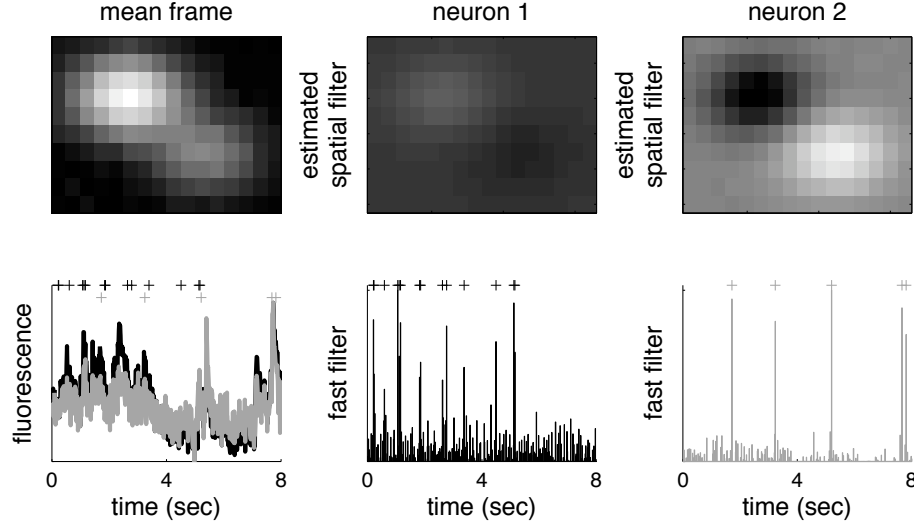 mean frame
neuron 1
neuron 2
estimated
spatial filter
estimated
spatial filter
fluorescence
fast filter
fast filter
0
4
8
0
4
8
0
4
8
time (sec)
time (sec)
time (sec)